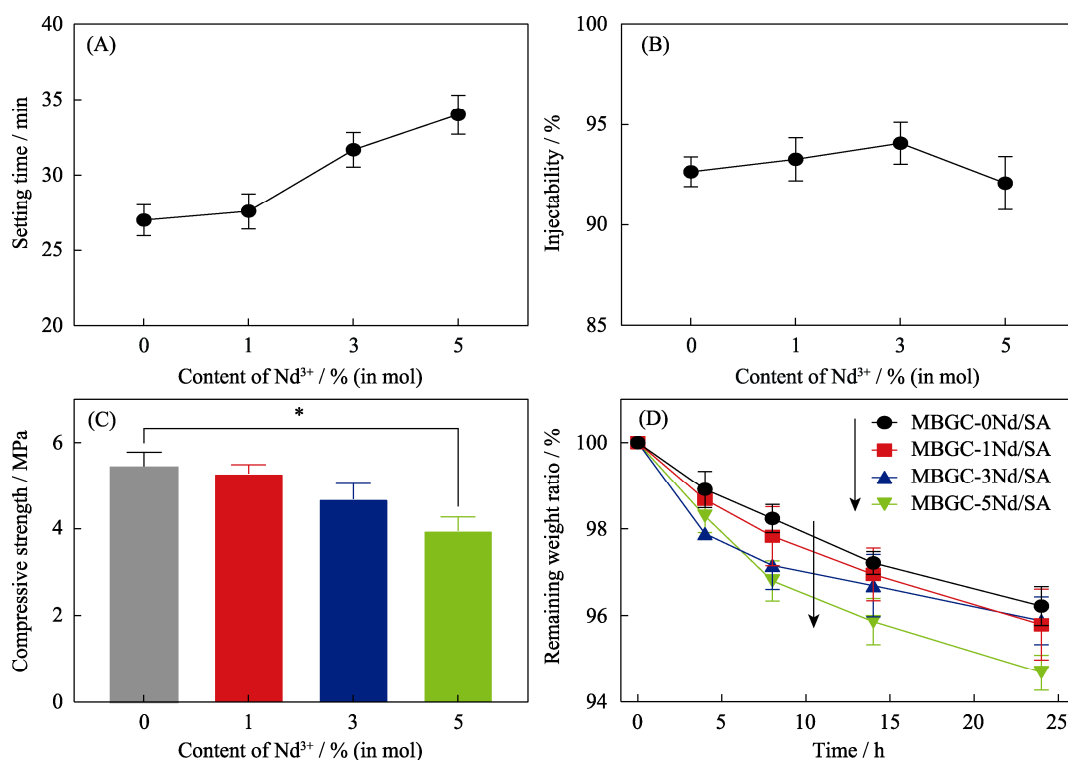 (A)
40
35
30
25
20
Setting time / min
0 1 3 5
Content of Nd³⁺ / % (in mol)
(B)
100
95
90
85
Injectability / %
0 1 3 5
Content of Nd³⁺ / % (in mol)
(C)
*
6
4
2
0
Compressive strength / MPa
0 1 3 5
Content of Nd³⁺ / % (in mol)
(D)
MBGC-0Nd/SA
MBGC-1Nd/SA
MBGC-3Nd/SA
MBGC-5Nd/SA
100
98
96
94
Remaining weight ratio / %
0 5 10 15 20 25
Time / h